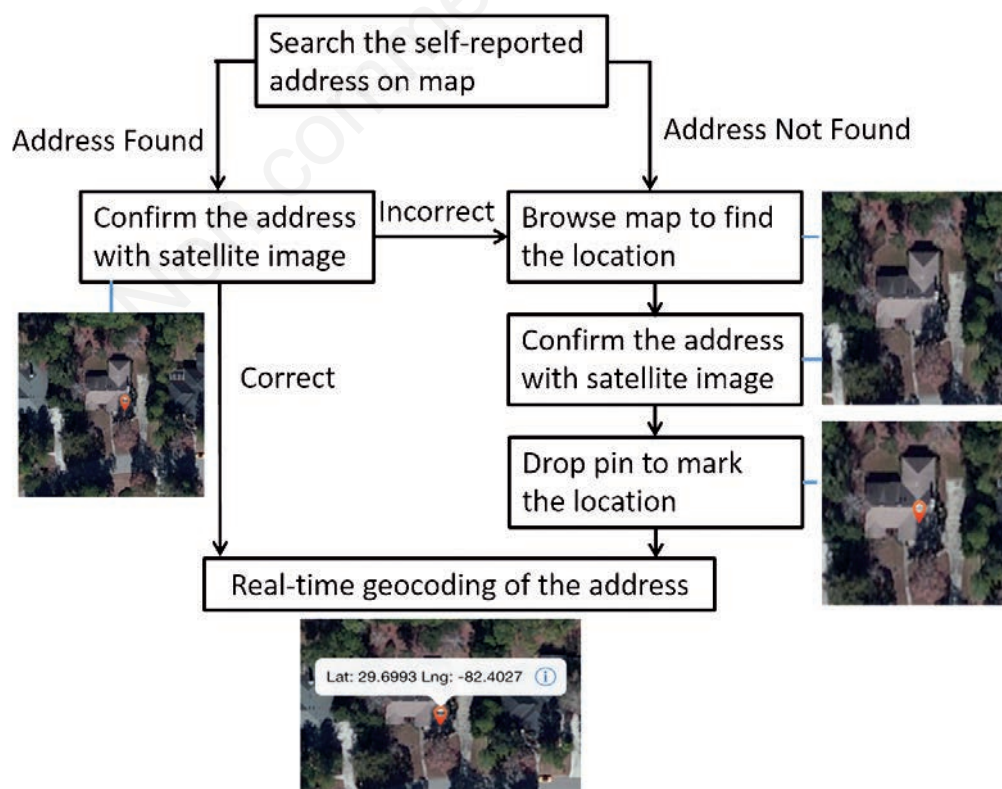 Search the self-reported
address on map
Address Found
Address Not Found
Confirm the address
with satellite image
Incorrect
Browse map to find
the location
Correct
Confirm the address
with satellite image
Drop pin to mark
the location
Real-time geocoding of the address
Lat: 29.6993 Lng: -82.4027